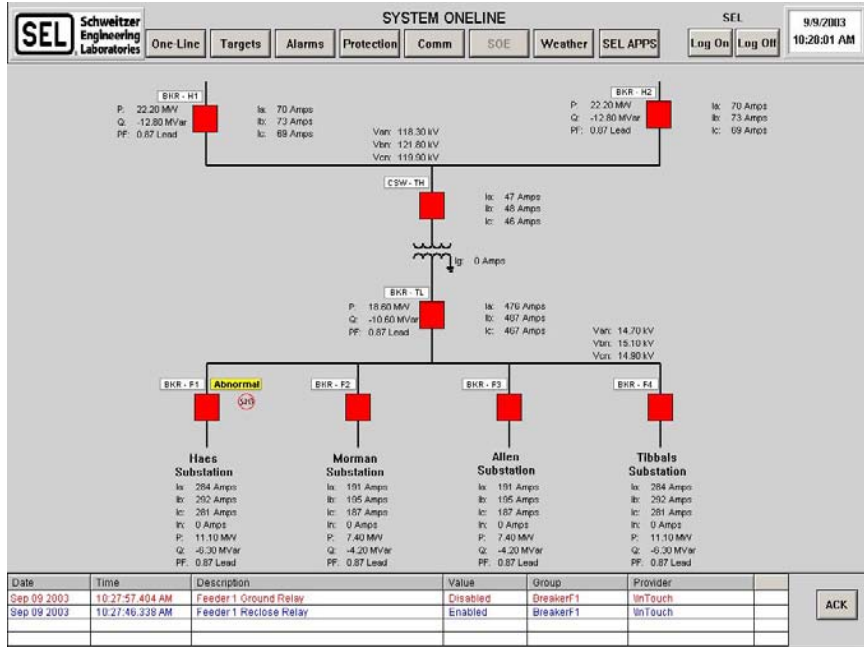 SEL Schweitzer Engineering Laboratories
SYSTEM ONELINE
SEL
9/9/2003
10:28:01 AM
One-Line Targets Alarms Protection Comm SOE Weather SEL APPS Log On Log Off
BKR - H1
P: 22.20 MW
Q: -12.80 MVar
PF: 0.87 Lead
Ia: 70 Amps
Ib: 73 Amps
Ic: 69 Amps
Van: 118.30 kV
Vbn: 121.80 kV
Vcn: 119.90 kV
BKR - H2
P: 22.20 MW
Q: -12.80 MVar
PF: 0.87 Lead
Ia: 70 Amps
Ib: 73 Amps
Ic: 69 Amps
CSW - TH
Ia: 47 Amps
Ib: 48 Amps
Ic: 46 Amps
Ig: 0 Amps
BKR - TL
P: 18.60 MW
Q: -10.60 MVar
PF: 0.87 Lead
Ia: 476 Amps
Ib: 487 Amps
Ic: 467 Amps
Van: 14.70 kV
Vbn: 15.10 kV
Vcn: 14.90 kV
BKR - F1 Abnormal
BKR - F2
BKR - F3
BKR - F4
Haes
Substation
Ia: 284 Amps
Ib: 292 Amps
Ic: 281 Amps
In: 0 Amps
P: 11.10 MW
Q: -6.30 MVar
PF: 0.87 Lead
Morman
Substation
Ia: 191 Amps
Ib: 195 Amps
Ic: 187 Amps
In: 0 Amps
P: 7.40 MW
Q: -4.20 MVar
PF: 0.87 Lead
Allen
Substation
Ia: 191 Amps
Ib: 195 Amps
Ic: 187 Amps
In: 0 Amps
P: 7.40 MW
Q: -4.20 MVar
PF: 0.87 Lead
Tibbals
Substation
Ia: 284 Amps
Ib: 292 Amps
Ic: 281 Amps
In: 0 Amps
P: 11.10 MW
Q: -6.30 MVar
PF: 0.87 Lead
Date Time Description Value Group Provider
Sep 09 2003 10:27:57.404 AM Feeder 1 Ground Relay Disabled BreakerF1 \InTouch
Sep 09 2003 10:27:46.338 AM Feeder 1 Reclose Relay Enabled BreakerF1 \InTouch
ACK